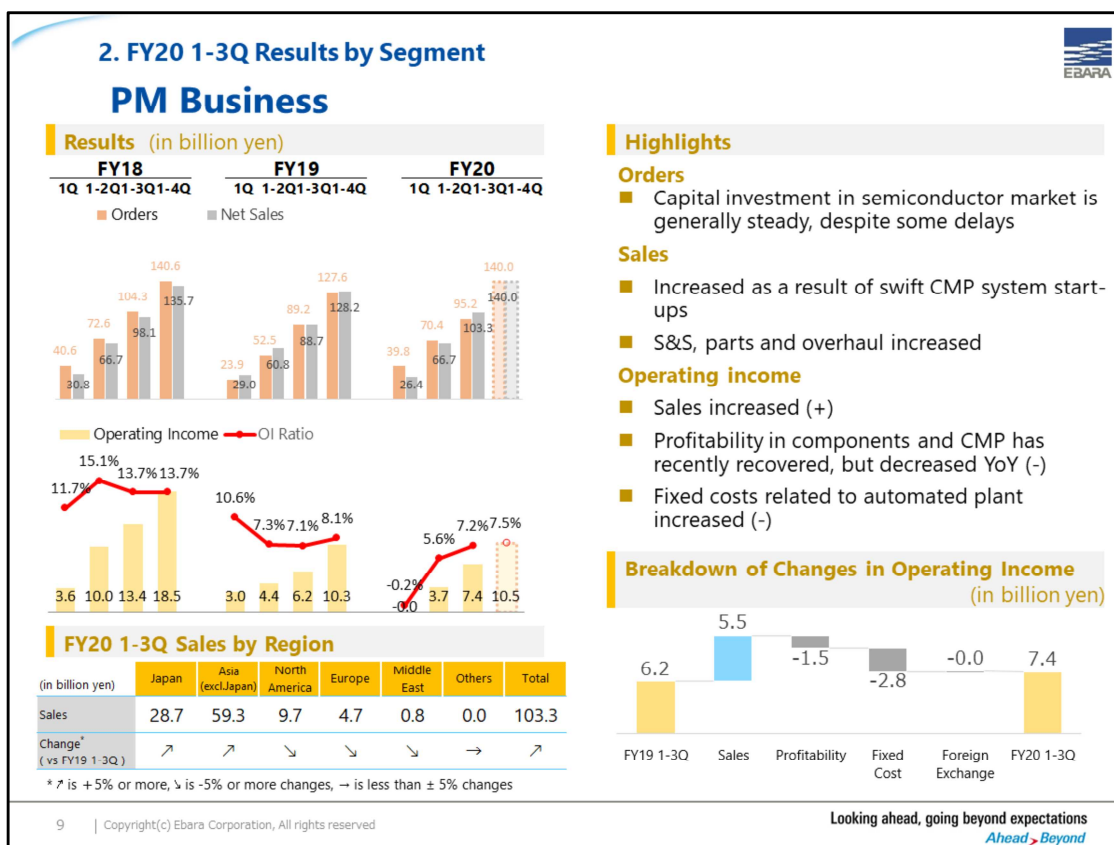 2. FY20 1-3Q Results by Segment
PM Business
EBARA
Results (in billion yen)
FY18 FY19 FY20
1Q 1-2Q1-3Q1-4Q 1Q 1-2Q1-3Q1-4Q 1Q 1-2Q1-3Q1-4Q
Orders Net Sales
40.6 30.8 72.6 66.7 104.3 98.1 140.6 135.7
23.9 29.0 52.5 60.8 89.2 88.7 127.6 128.2
39.8 26.4 70.4 66.7 95.2 103.3 140.0 140.0
Operating Income OI Ratio
11.7% 15.1% 13.7% 13.7%
10.6% 7.3% 7.1% 8.1%
-0.2% 5.6% 7.2% 7.5%
3.6 10.0 13.4 18.5
3.0 4.4 6.2 10.3
-0.0 3.7 7.4 10.5
FY20 1-3Q Sales by Region
(in billion yen) Japan Asia (excl.Japan) North America Europe Middle East Others Total
Sales 28.7 59.3 9.7 4.7 0.8 0.0 103.3
Change* ( vs FY19 1-3Q ) ↗ ↗ ↘ ↘ ↘ → ↗
* ↗ is +5% or more, ↘ is -5% or more changes, → is less than ± 5% changes
Highlights
Orders
■ Capital investment in semiconductor market is
generally steady, despite some delays
Sales
■ Increased as a result of swift CMP system start-
ups
■ S&S, parts and overhaul increased
Operating income
■ Sales increased (+)
■ Profitability in components and CMP has
recently recovered, but decreased YoY (-)
■ Fixed costs related to automated plant
increased (-)
Breakdown of Changes in Operating Income
(in billion yen)
6.2 5.5 -1.5 -2.8 -0.0 7.4
FY19 1-3Q Sales Profitability Fixed Cost Foreign Exchange FY20 1-3Q
9 | Copyright(c) Ebara Corporation, All rights reserved
Looking ahead, going beyond expectations
Ahead > Beyond